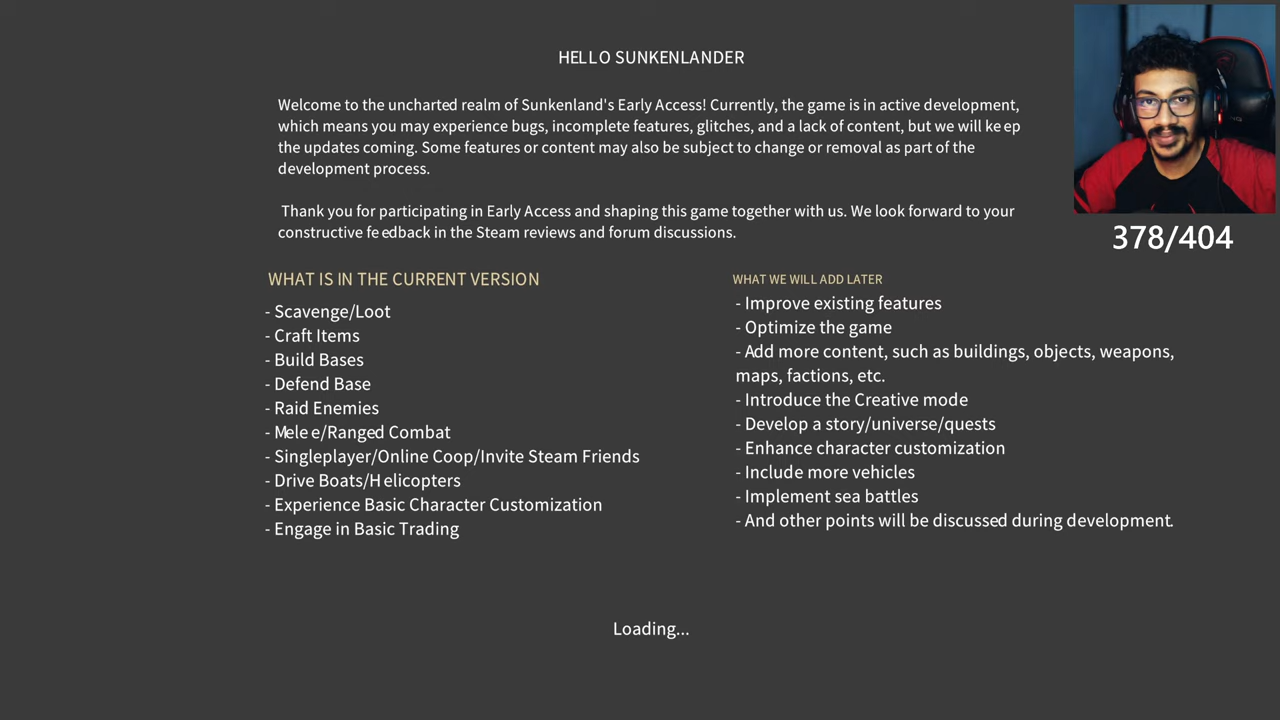 HELLO SUNKENLANDER
Welcome to the uncharted realm of Sunkenland's Early Access! Currently, the game is in active development,
which means you may experience bugs, incomplete features, glitches, and a lack of content, but we will keep
the updates coming. Some features or content may also be subject to change or removal as part of the
development process.
Thank you for participating in Early Access and shaping this game together with us. We look forward to your
constructive feedback in the Steam reviews and forum discussions.
378/404
WHAT IS IN THE CURRENT VERSION
- Scavenge/Loot
- Craft Items
- Build Bases
- Defend Base
- Raid Enemies
- Melee/Ranged Combat
- Singleplayer/Online Coop/Invite Steam Friends
- Drive Boats/Helicopters
- Experience Basic Character Customization
- Engage in Basic Trading
WHAT WE WILL ADD LATER
- Improve existing features
- Optimize the game
- Add more content, such as buildings, objects, weapons,
maps, factions, etc.
- Introduce the Creative mode
- Develop a story/universe/quests
- Enhance character customization
- Include more vehicles
- Implement sea battles
- And other points will be discussed during development.
Loading...